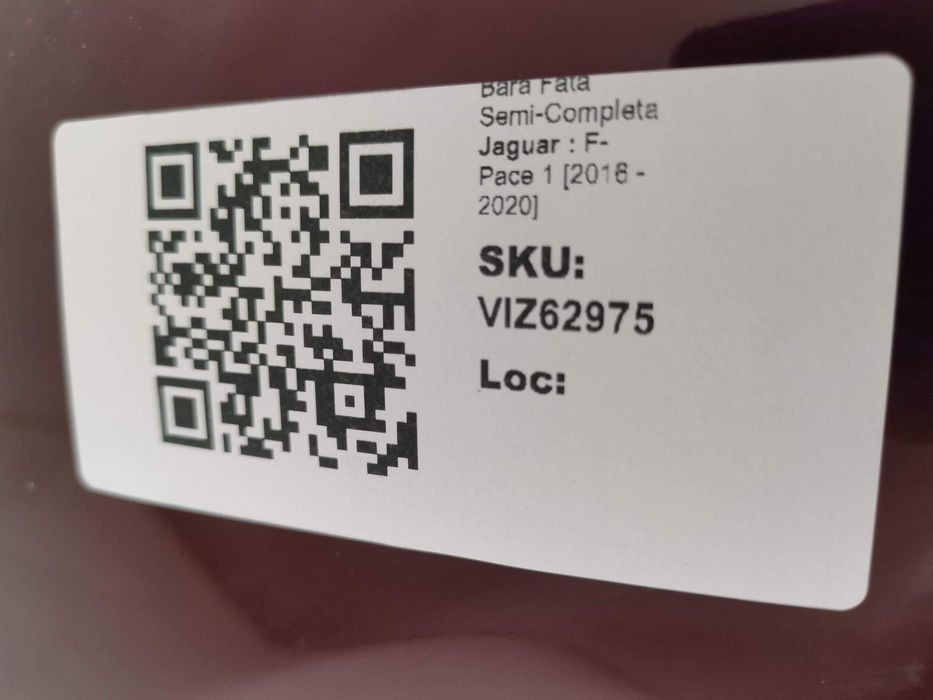 Bara Fata
Semi-Completa
Jaguar : F-
Pace 1 [2016 -
2020]
SKU:
VIZ62975
Loc: